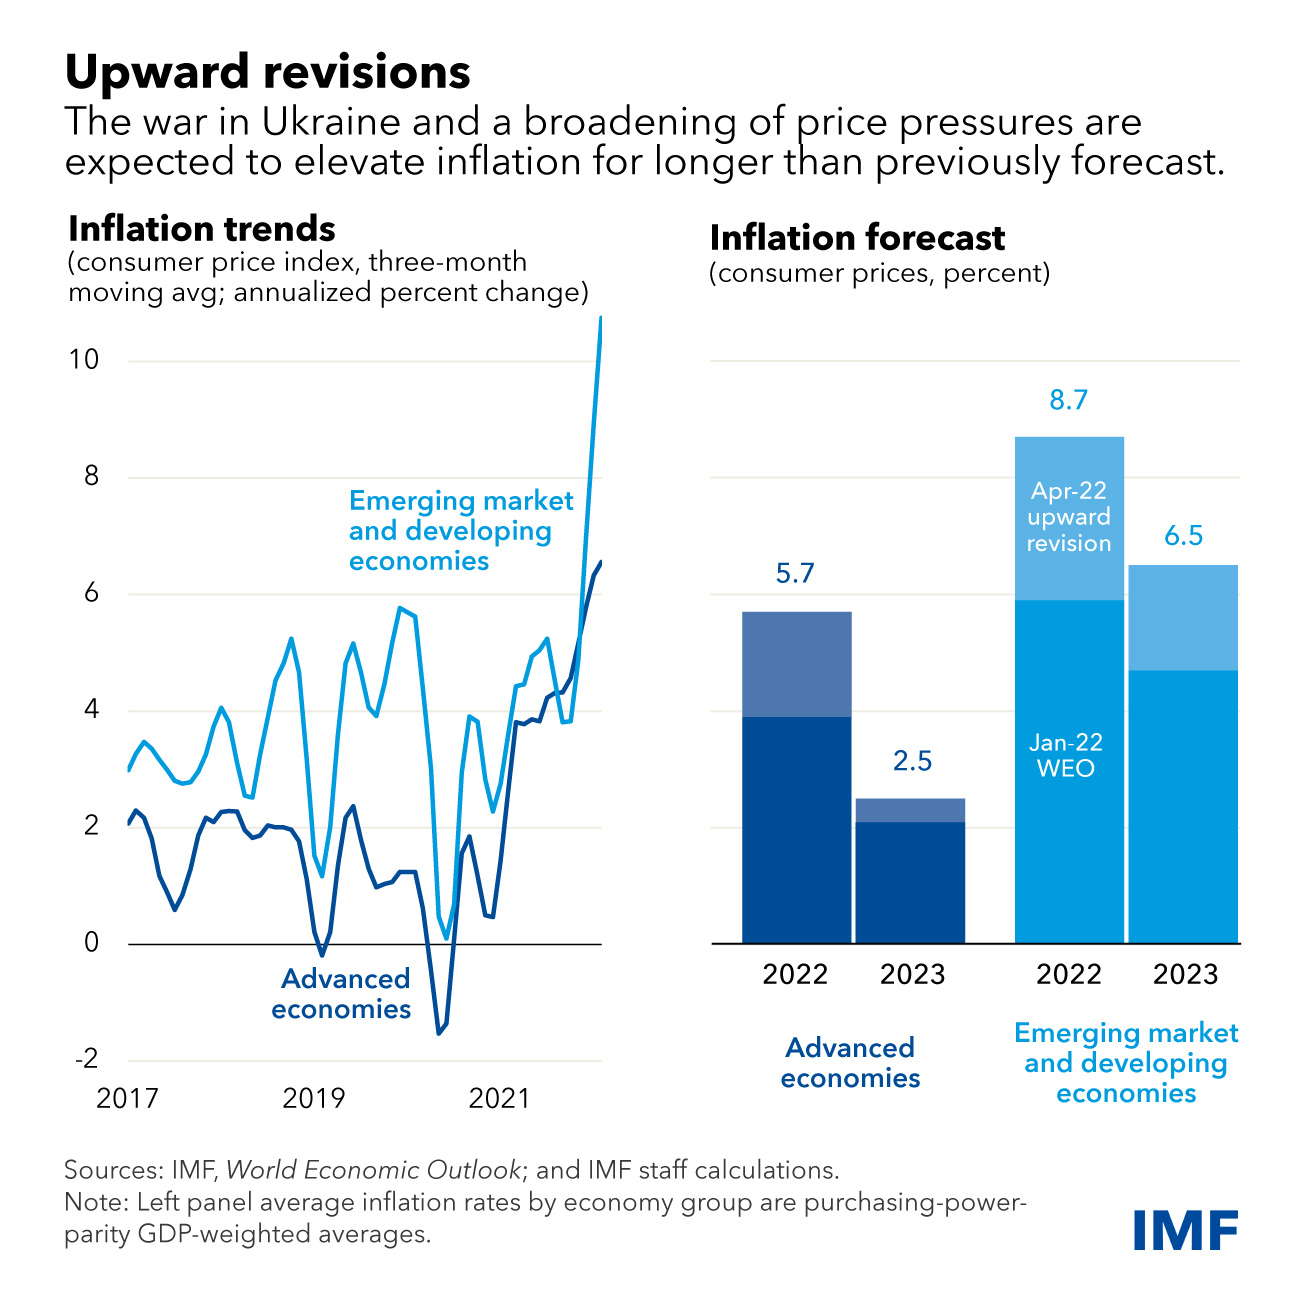 Upward revisions
The war in Ukraine and a broadening of price pressures are
expected to elevate inflation for longer than previously forecast.
Inflation trends
(consumer price index, three-month
moving avg; annualized percent change)
10
8
6
4
2
0
-2
2017
2019
2021
Emerging market
and developing
economies
Advanced
economies
Inflation forecast
(consumer prices, percent)
5.7
2.5
8.7
6.5
Apr-22
upward
revision
Jan-22
WEO
2022
2023
2022
2023
Advanced
economies
Emerging market
and developing
economies
Sources: IMF, World Economic Outlook; and IMF staff calculations.
Note: Left panel average inflation rates by economy group are purchasing-power-
parity GDP-weighted averages.
IMF